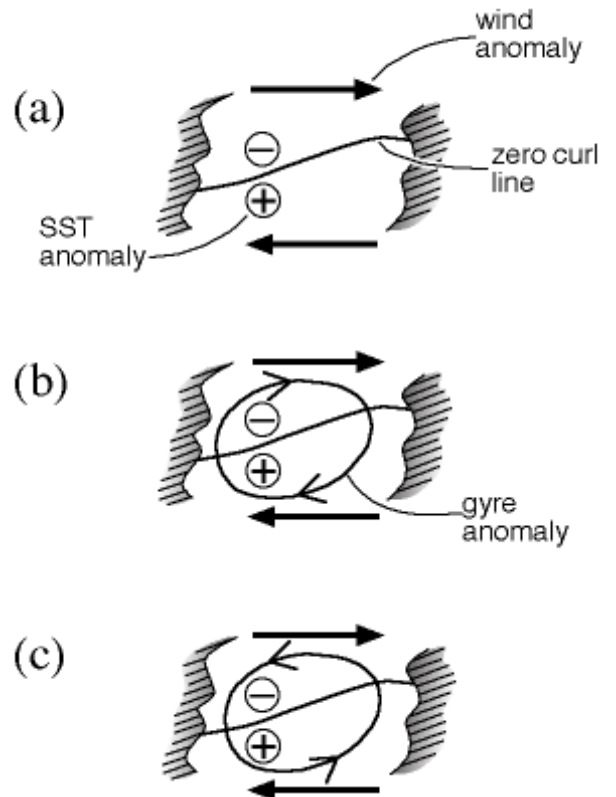 wind
anomaly
(a)
−
zero curl
line
+
SST
anomaly
(b)
−
+
gyre
anomaly
(c)
−
+